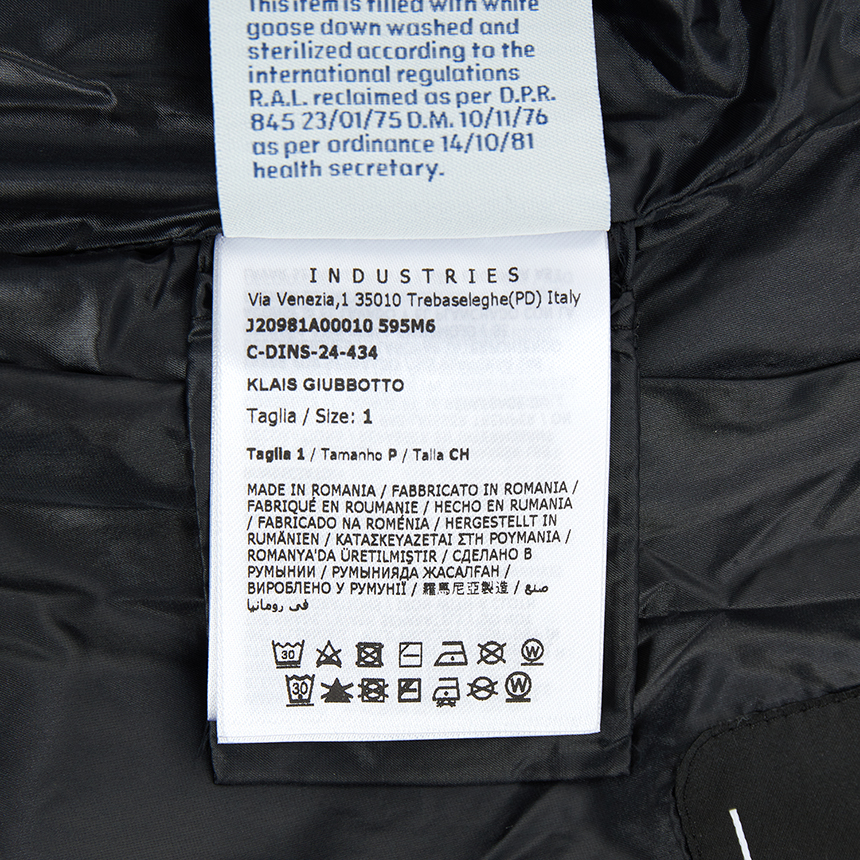 This item is filled with white
goose down washed and
sterilized according to the
international regulations
R.A.L. reclaimed as per D.P.R.
845 23/01/75 D.M. 10/11/76
as per ordinance 14/10/81
health secretary.
INDUSTRIES
Via Venezia,1 35010 Trebaseleghe(PD) Italy
J20981A00010 595M6
C-DINS-24-434
KLAIS GIUBBOTTO
Taglia / Size: 1
Taglia 1 / Tamanho P / Talla CH
MADE IN ROMANIA / FABBRICATO IN ROMANIA /
FABRIQUÉ EN ROUMANIE / HECHO EN RUMANIA
/ FABRICADO NA ROMÉNIA / HERGESTELLT IN
RUMÄNIEN / ΚΑΤΑΣΚΕΥΑΖΕΤΑΙ ΣΤΗ ΡΟΥΜΑΝΙΑ /
ROMANYA'DA ÜRETILMIŞTIR / СДЕЛАНО В
РУМЫНИИ / РУМЫНИЯДА ЖАСАЛҒАН /
ВИРОБЛЕНО У РУМУНІЇ / 羅馬尼亞製造 / صنع
في رومانيا
30 W
30 W